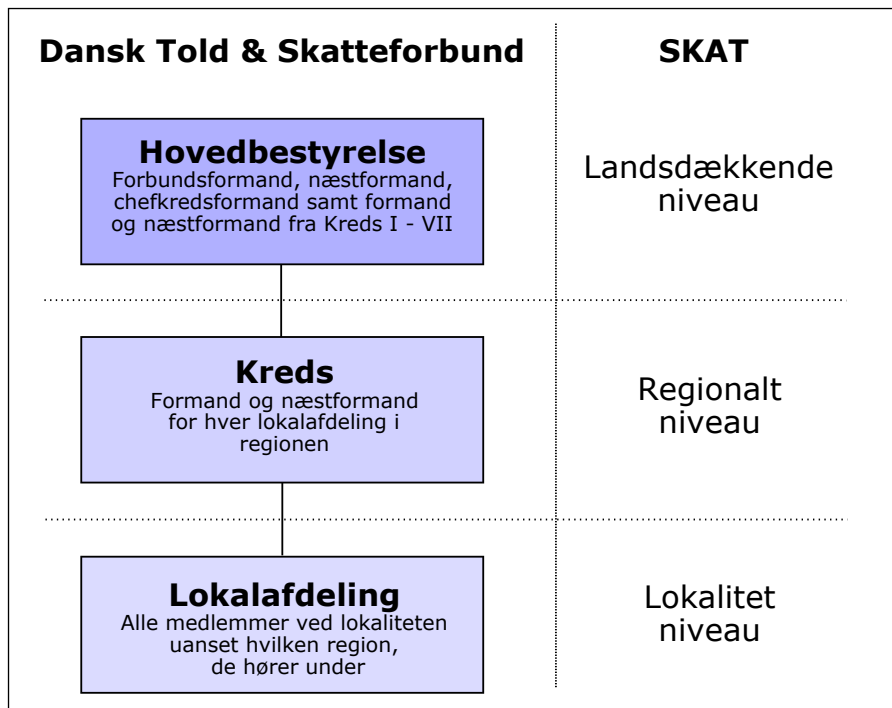 Dansk Told & Skatteforbund
SKAT
Hovedbestyrelse
Forbundsformand, næstformand,
chefkredsformand samt formand
og næstformand fra Kreds I - VII
Landsdækkende
niveau
Kreds
Formand og næstformand
for hver lokalafdeling i
regionen
Regionalt
niveau
Lokalafdeling
Alle medlemmer ved lokaliteten
uanset hvilken region,
de hører under
Lokalitet
niveau